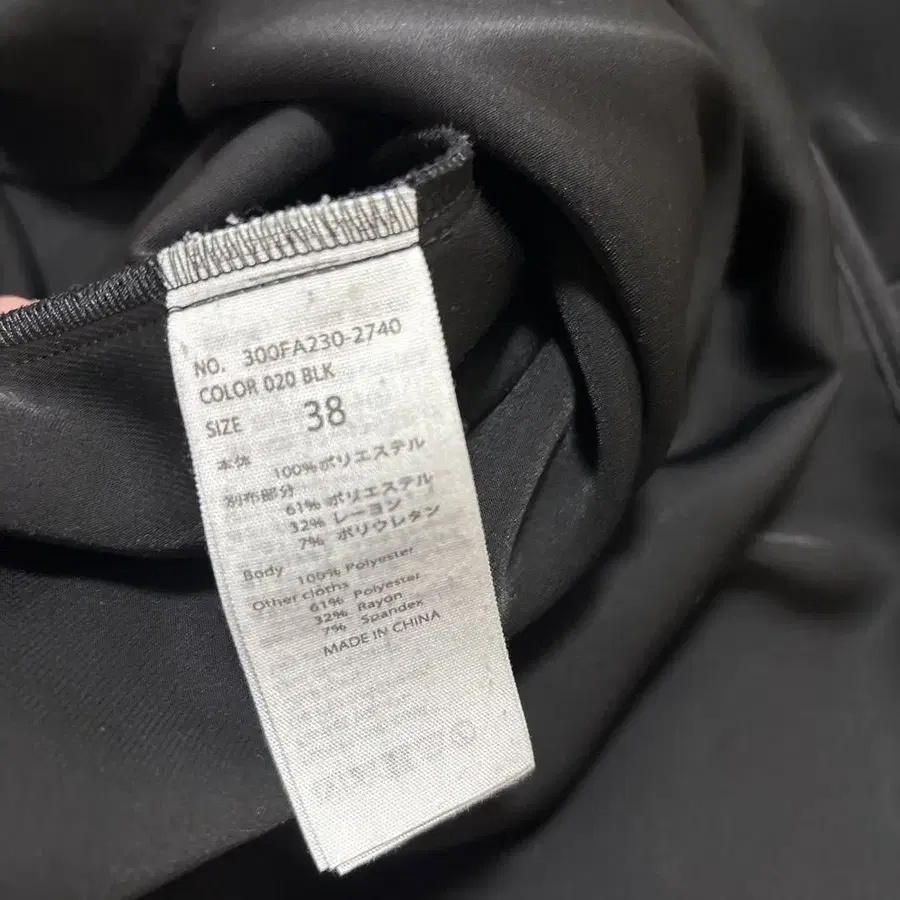 NO. 300FA230-2740
COLOR 020 BLK
SIZE 38
本体 100%ポリエステル
別布部分
61% ポリエステル
32% レーヨン
7% ポリウレタン
Body 100% Polyester
Other cloths
61% Polyester
32% Rayon
7% Spandex
MADE IN CHINA